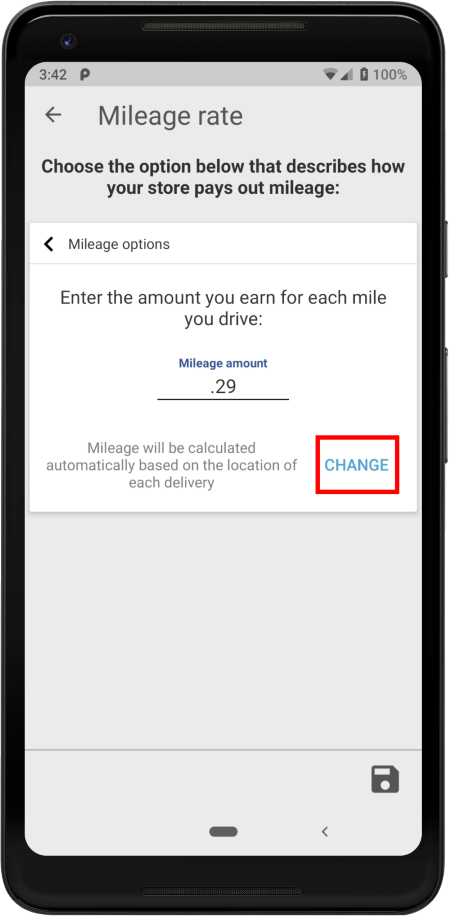 3:42
100%
Mileage rate
Choose the option below that describes how
your store pays out mileage:
Mileage options
Enter the amount you earn for each mile
you drive:
Mileage amount
.29
Mileage will be calculated
automatically based on the location of
each delivery
CHANGE